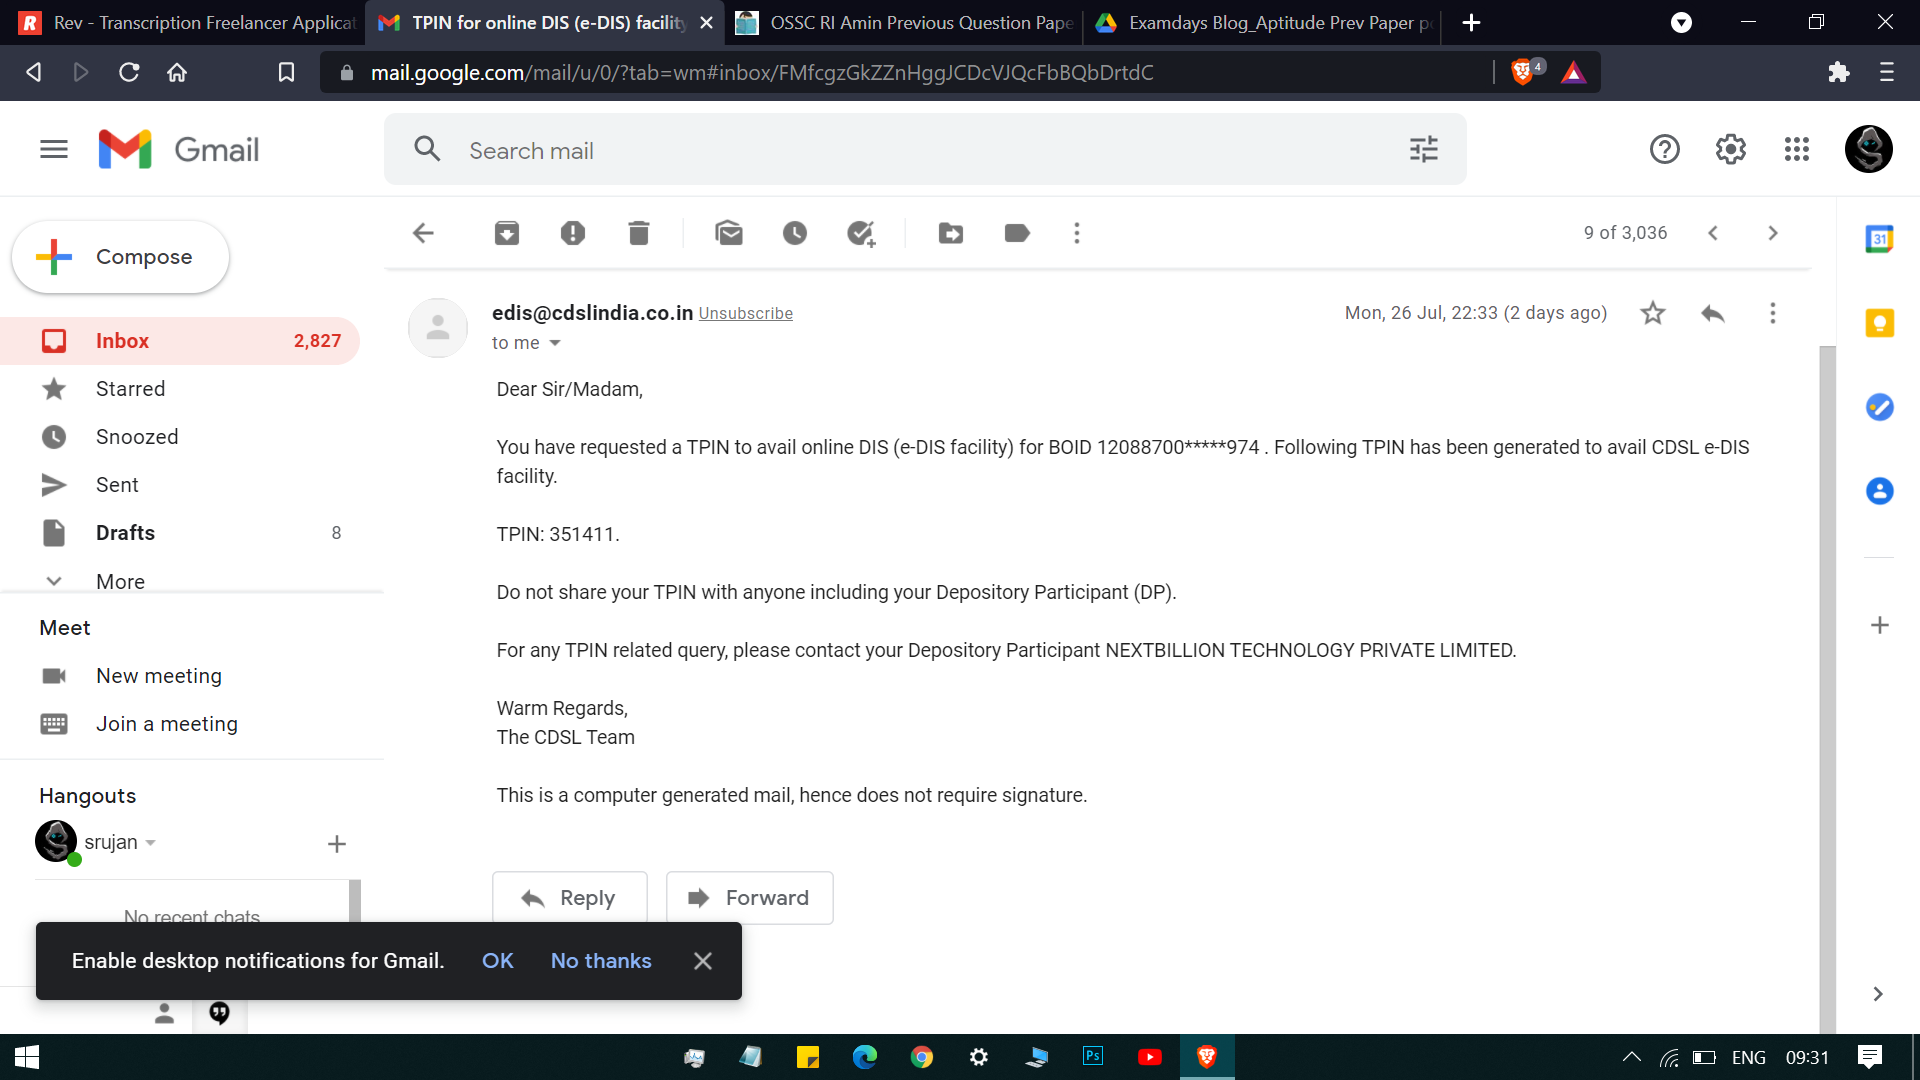 Rev - Transcription Freelancer Applicat
TPIN for online DIS (e-DIS) facility
OSSC RI Amin Previous Question Pape
Examdays Blog_Aptitude Prev Paper p
mail.google.com/mail/u/0/?tab=wm#inbox/FMfcgzGkZZnHggJCDcVJQcFbBQbDrtdC
4
Gmail
Search mail
Compose
9 of 3,036
31
Inbox 2,827
Starred
Snoozed
Sent
Drafts 8
More
Meet
New meeting
Join a meeting
Hangouts
srujan
No recent chats
edis@cdslindia.co.in Unsubscribe
Mon, 26 Jul, 22:33 (2 days ago)
to me
Dear Sir/Madam,
You have requested a TPIN to avail online DIS (e-DIS facility) for BOID 12088700*****974 . Following TPIN has been generated to avail CDSL e-DIS
facility.
TPIN: 351411.
Do not share your TPIN with anyone including your Depository Participant (DP).
For any TPIN related query, please contact your Depository Participant NEXTBILLION TECHNOLOGY PRIVATE LIMITED.
Warm Regards,
The CDSL Team
This is a computer generated mail, hence does not require signature.
Reply
Forward
Enable desktop notifications for Gmail. OK No thanks
Ps
ENG 09:31